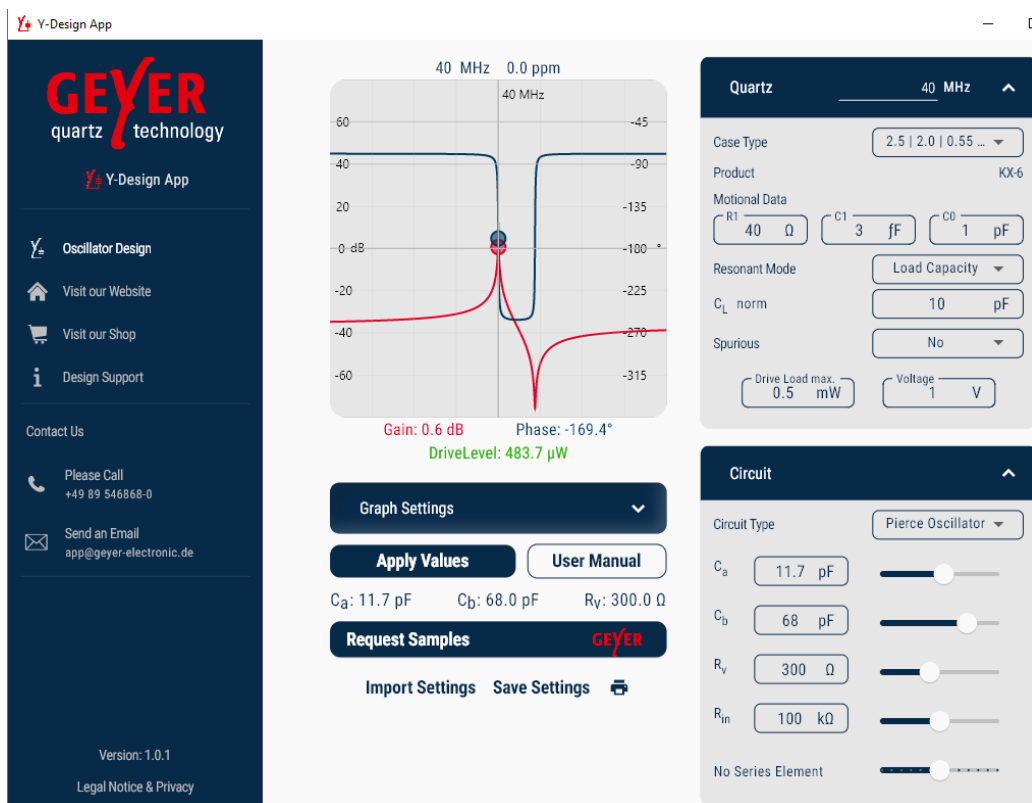 Y-Design App
GEYER
quartz technology
Y-Design App
Oscillator Design
Visit our Website
Visit our Shop
Design Support
Contact Us
Please Call
+49 89 546868-0
Send an Email
app@geyer-electronic.de
Version: 1.0.1
Legal Notice & Privacy
40 MHz 0.0 ppm
40 MHz
60 -45
40 -90
20 -135
0 dB -180 °
-20 -225
-40 -270
-60 -315
Gain: 0.6 dB Phase: -169.4°
DriveLevel: 483.7 µW
Graph Settings
Apply Values User Manual
Ca: 11.7 pF Cb: 68.0 pF RV: 300.0 Ω
Request Samples GEYER
Import Settings Save Settings
Quartz 40 MHz
Case Type 2.5 | 2.0 | 0.55 ...
Product KX-6
Motional Data
R1 C1 C0
40 Ω 3 fF 1 pF
Resonant Mode Load Capacity
CL norm 10 pF
Spurious No
Drive Load max. Voltage
0.5 mW 1 V
Circuit
Circuit Type Pierce Oscillator
Ca 11.7 pF
Cb 68 pF
Rv 300 Ω
Rin 100 kΩ
No Series Element